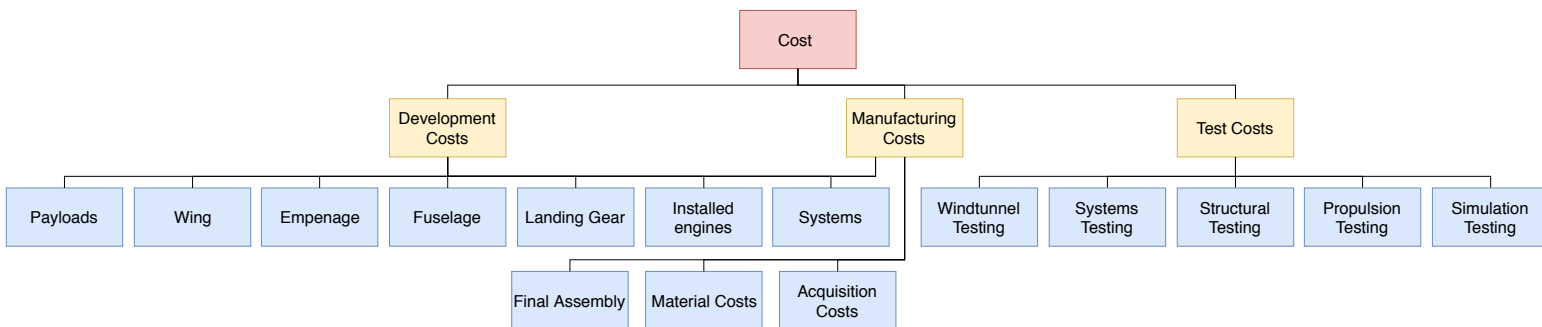 Cost
Development
Costs
Manufacturing
Costs
Test Costs
Payloads
Wing
Empenage
Fuselage
Landing Gear
Installed
engines
Systems
Windtunnel
Testing
Systems
Testing
Structural
Testing
Propulsion
Testing
Simulation
Testing
Final Assembly
Material Costs
Acquisition
Costs